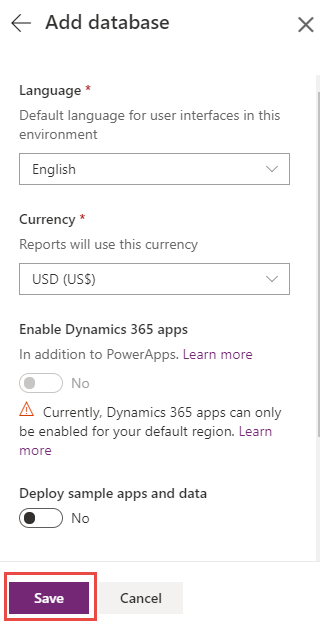 Add database
Language *
Default language for user interfaces in this
environment
English
Currency *
Reports will use this currency
USD (US$)
Enable Dynamics 365 apps
In addition to PowerApps. Learn more
No
Currently, Dynamics 365 apps can only
be enabled for your default region. Learn
more
Deploy sample apps and data
No
Save Cancel